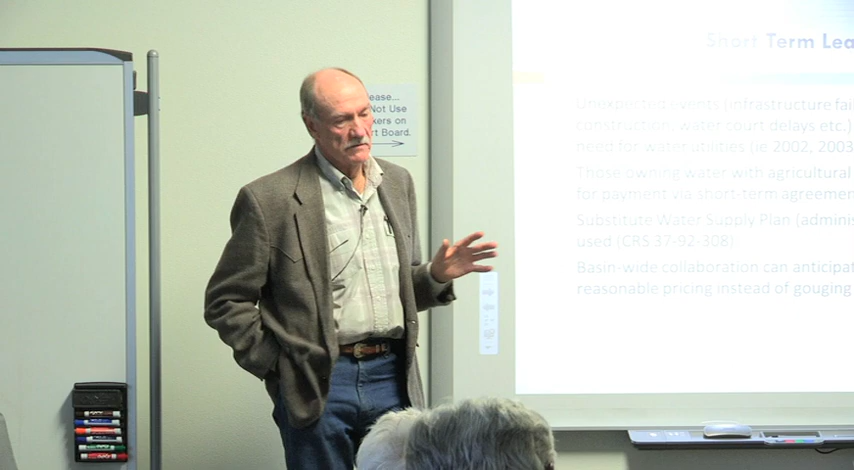 ease...
Not Use
kers on
rt Board.
Short Term Lea
Unexpected events (infrastructure fai
construction, water court delays etc.)
need for water utilities (ie 2002, 2003
Those owning water with agricultural
for payment via short-term agreemen
Substitute Water Supply Plan (adminis
used (CRS 37-92-308)
Basin-wide collaboration can anticipat
reasonable pricing instead of gouging